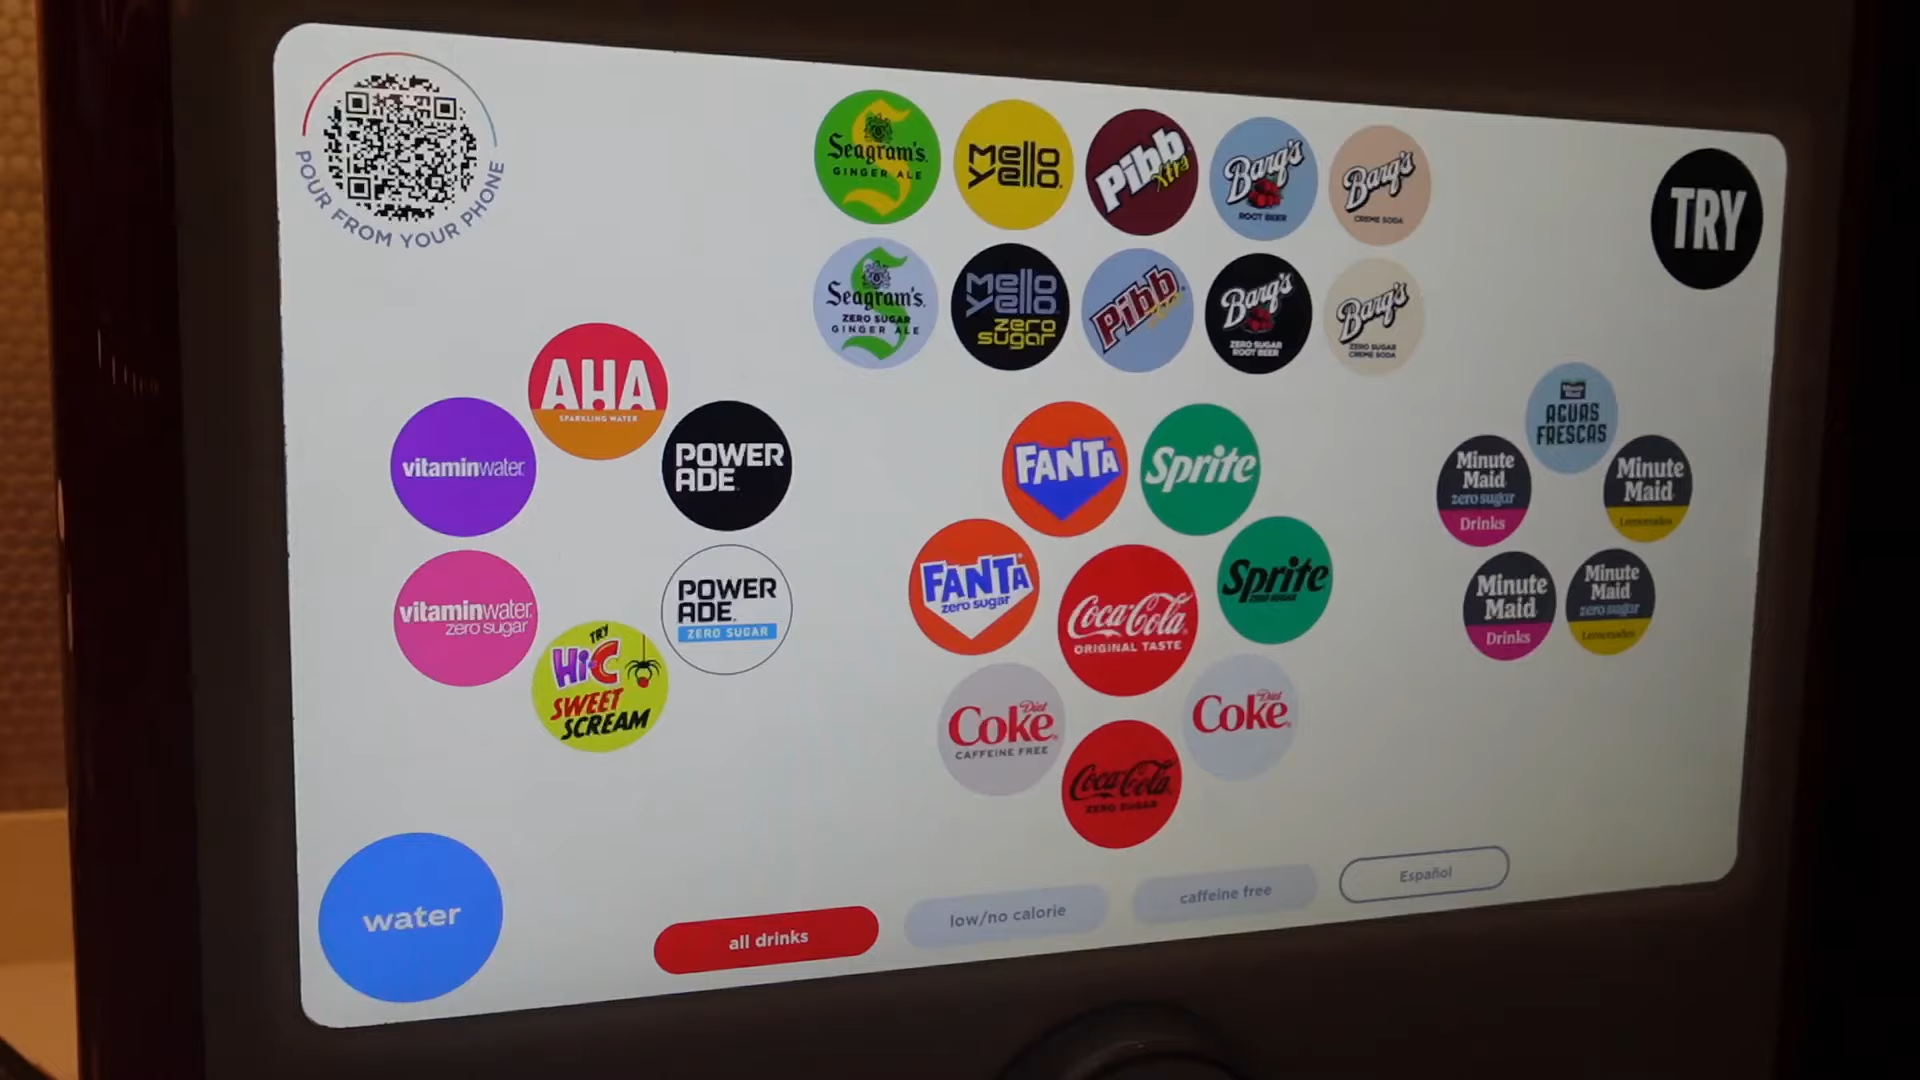 POUR FROM YOUR PHONE
Seagram's
GINGER ALE
Mello
Yello
Pibb
Xtra
Barq's
ROOT BEER
Barq's
CREME SODA
TRY
Seagram's
ZERO SUGAR
GINGER ALE
Mello
Yello
zero
sugar
Pibb
Barq's
ZERO SUGAR
ROOT BEER
Barq's
ZERO SUGAR
CREME SODA
AHA
SPARKLING WATER
vitaminwater
POWER
ADE
vitaminwater
zero sugar
POWER
ADE
ZERO SUGAR
TRY
Hi-C
SWEET
SCREAM
FANTA
Sprite
FANTA
zero sugar
Coca-Cola
ORIGINAL TASTE
Sprite
ZERO SUGAR
Diet
Coke
CAFFEINE FREE
Diet
Coke
Coca-Cola
ZERO SUGAR
Minute
Maid
AGUAS
FRESCAS
Minute
Maid
zero sugar
Drinks
Minute
Maid
Lemonades
Minute
Maid
Drinks
Minute
Maid
zero sugar
Lemonades
water
all drinks
low/no calorie
caffeine free
Español